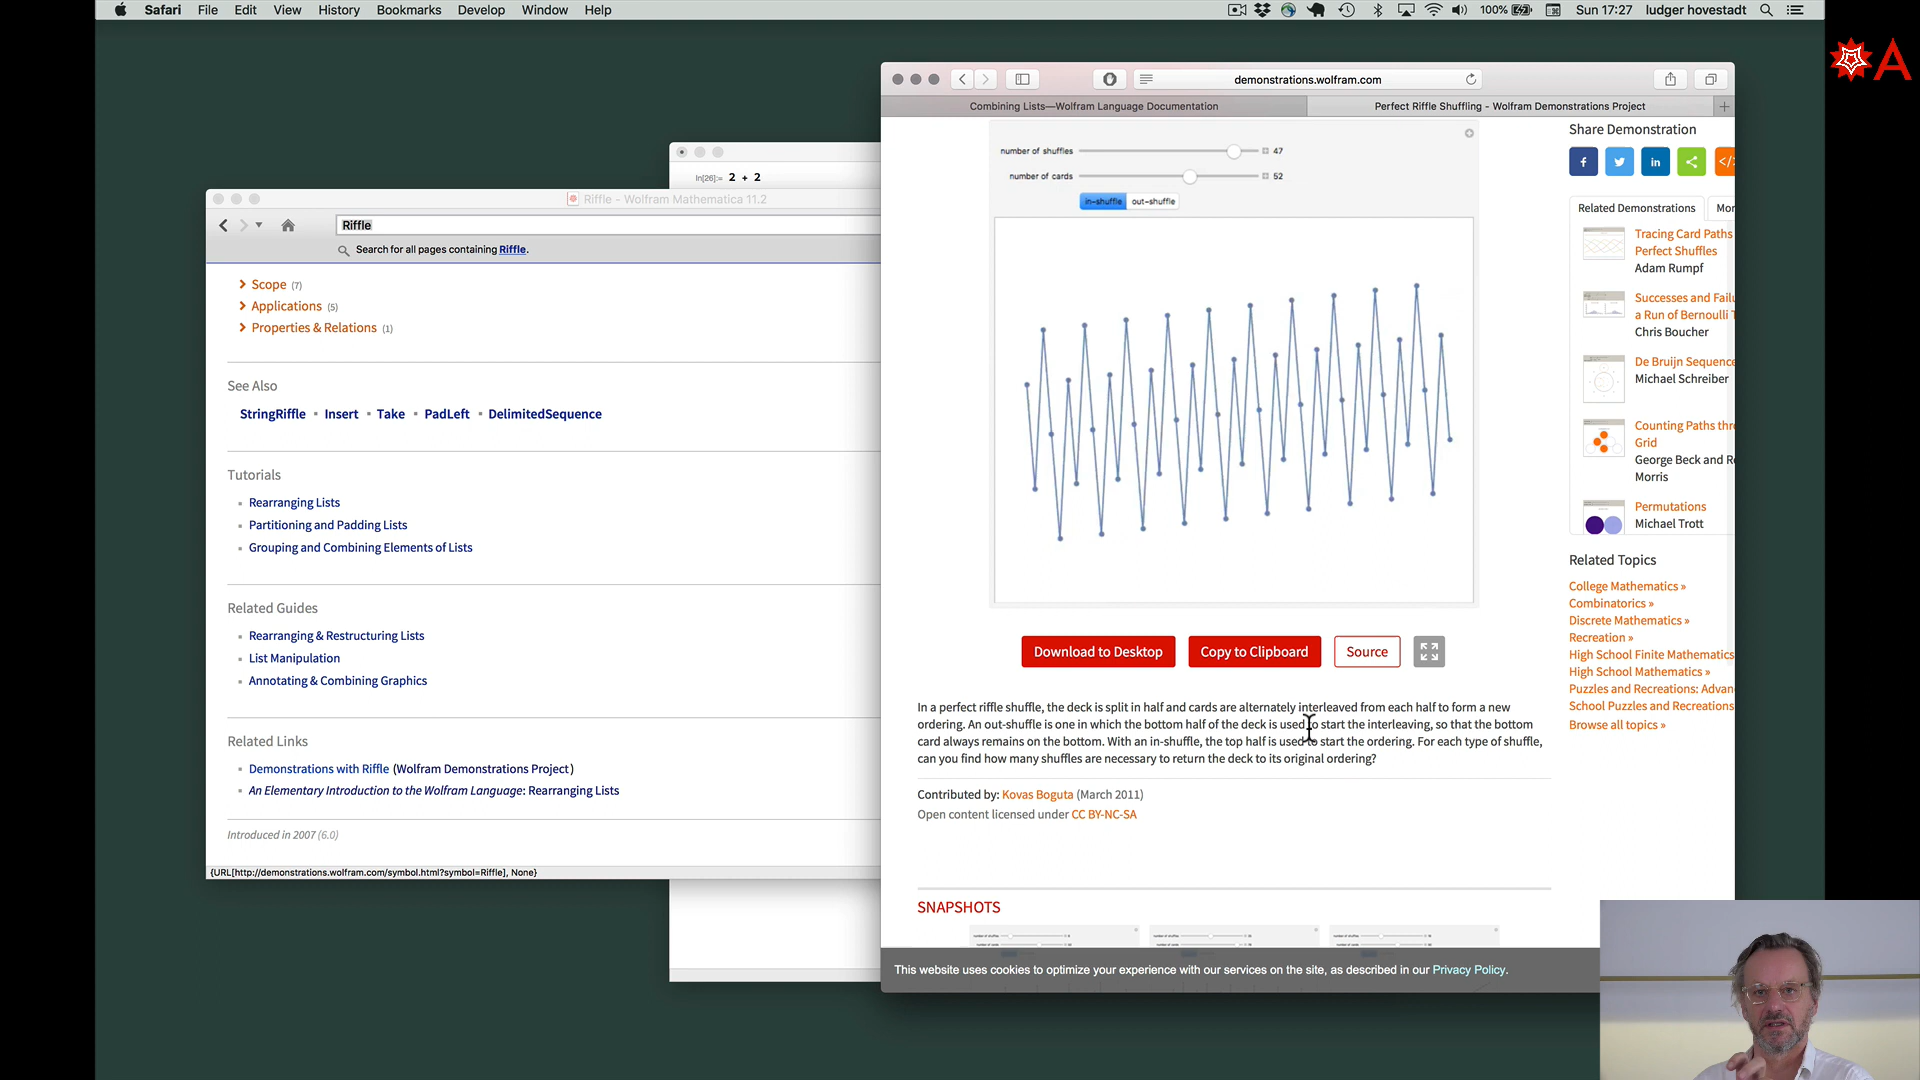 Safari File Edit View History Bookmarks Develop Window Help
100% Sun 17:27 ludger hovestadt
A
demonstrations.wolfram.com
Combining Lists—Wolfram Language Documentation
Perfect Riffle Shuffling - Wolfram Demonstrations Project
In[26]:= 2 + 2
Riffle - Wolfram Mathematica 11.2
Riffle
Search for all pages containing Riffle.
Scope (7)
Applications (5)
Properties & Relations (1)
See Also
StringRiffle ▪ Insert ▪ Take ▪ PadLeft ▪ DelimitedSequence
Tutorials
Rearranging Lists
Partitioning and Padding Lists
Grouping and Combining Elements of Lists
Related Guides
Rearranging & Restructuring Lists
List Manipulation
Annotating & Combining Graphics
Related Links
Demonstrations with Riffle (Wolfram Demonstrations Project)
An Elementary Introduction to the Wolfram Language: Rearranging Lists
Introduced in 2007 (6.0)
{URL[http://demonstrations.wolfram.com/symbol.html?symbol=Riffle], None}
number of shuffles 47
number of cards 52
in-shuffle out-shuffle
Download to Desktop
Copy to Clipboard
Source
In a perfect riffle shuffle, the deck is split in half and cards are alternately interleaved from each half to form a new
ordering. An out-shuffle is one in which the bottom half of the deck is used to start the interleaving, so that the bottom
card always remains on the bottom. With an in-shuffle, the top half is used to start the ordering. For each type of shuffle,
can you find how many shuffles are necessary to return the deck to its original ordering?
Contributed by: Kovas Boguta (March 2011)
Open content licensed under CC BY-NC-SA
SNAPSHOTS
This website uses cookies to optimize your experience with our services on the site, as described in our Privacy Policy.
Share Demonstration
Related Demonstrations Mor
Tracing Card Paths
Perfect Shuffles
Adam Rumpf
Successes and Failu
a Run of Bernoulli T
Chris Boucher
De Bruijn Sequence
Michael Schreiber
Counting Paths thr
Grid
George Beck and Re
Morris
Permutations
Michael Trott
Related Topics
College Mathematics »
Combinatorics »
Discrete Mathematics »
Recreation »
High School Finite Mathematics
High School Mathematics »
Puzzles and Recreations: Advan
School Puzzles and Recreations
Browse all topics »